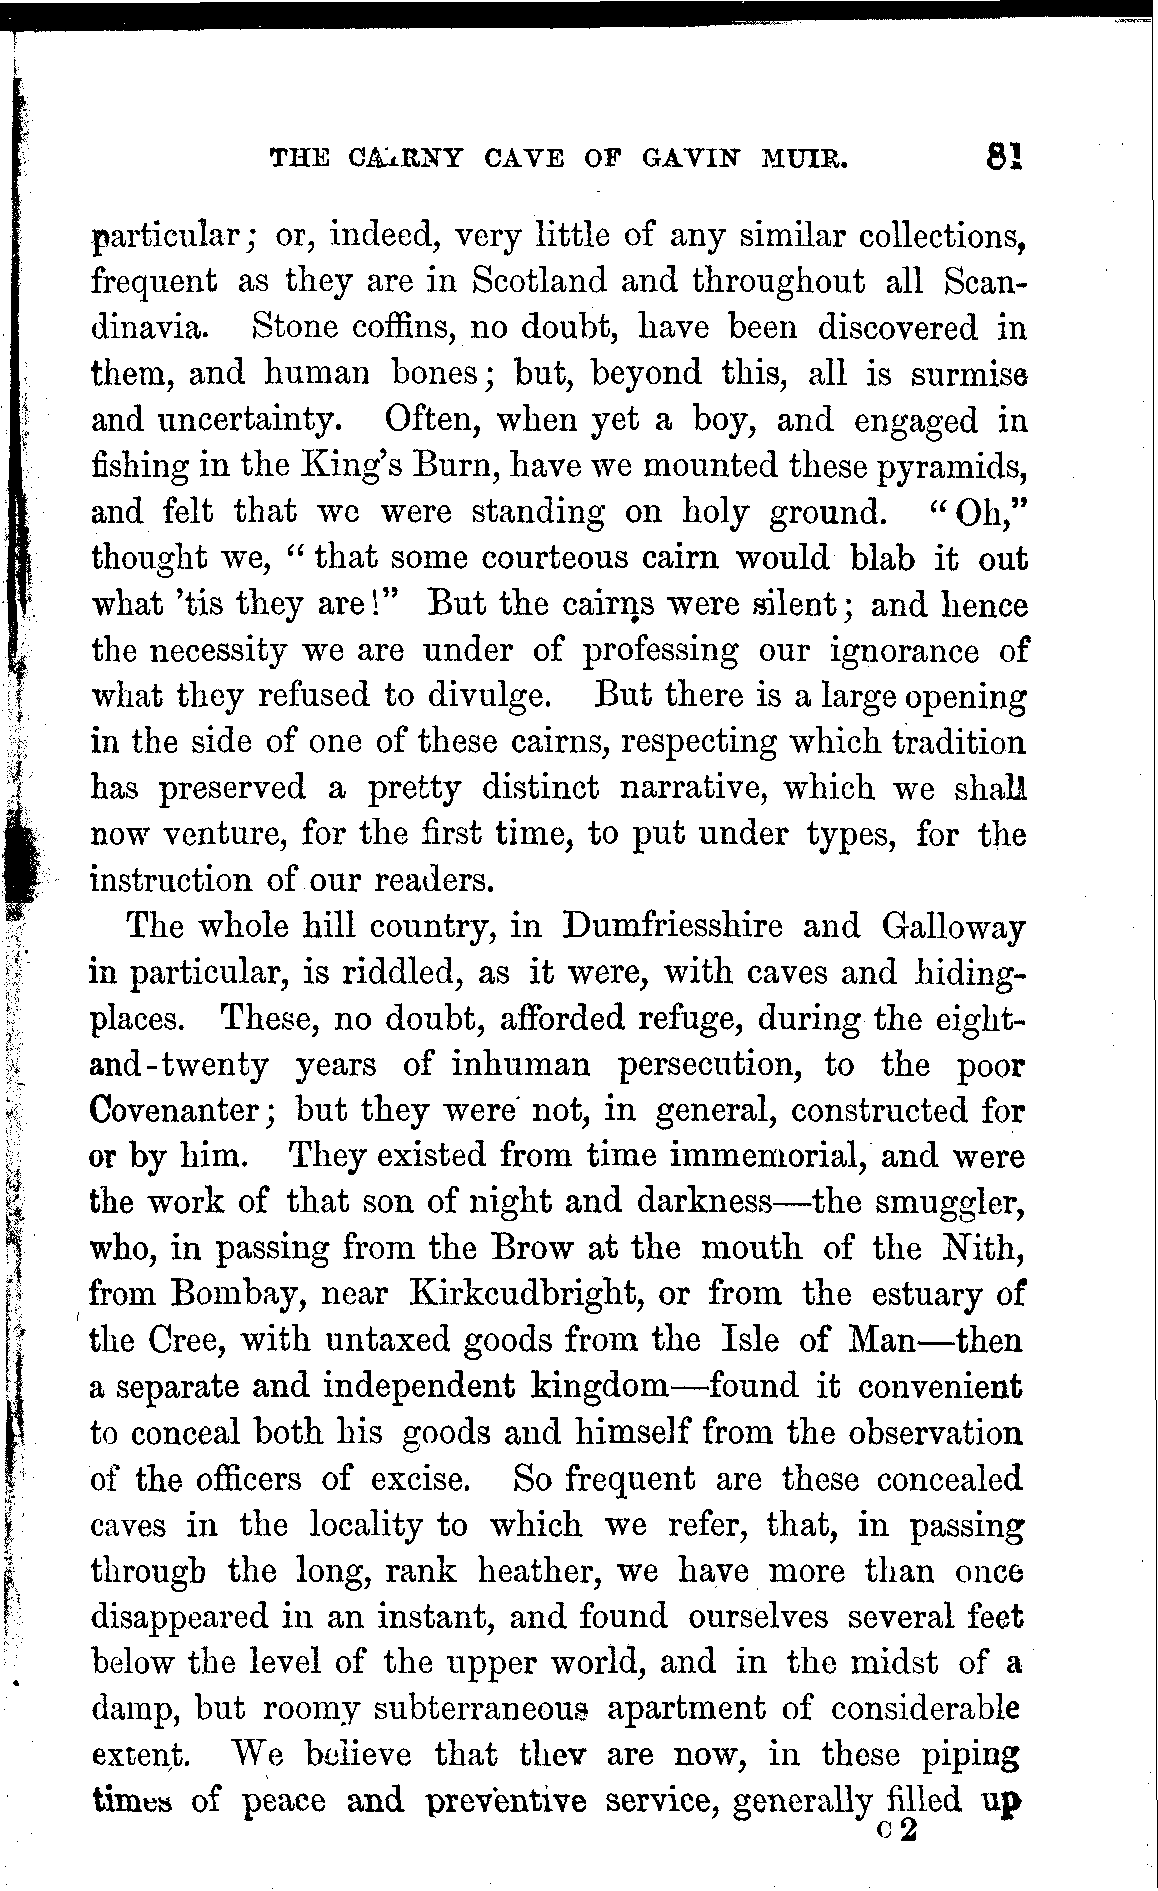 THE CAIRNY CAVE OF GAVIN MUIR. 81
particular; or, indeed, very little of any similar collections,
frequent as they are in Scotland and throughout all Scan-
dinavia. Stone coffins, no doubt, have been discovered in
them, and human bones; but, beyond this, all is surmise
and uncertainty. Often, when yet a boy, and engaged in
fishing in the King's Burn, have we mounted these pyramids,
and felt that we were standing on holy ground. "Oh,"
thought we, "that some courteous cairn would blab it out
what 'tis they are!" But the cairns were silent; and hence
the necessity we are under of professing our ignorance of
what they refused to divulge. But there is a large opening
in the side of one of these cairns, respecting which tradition
has preserved a pretty distinct narrative, which we shall
now venture, for the first time, to put under types, for the
instruction of our readers.
The whole hill country, in Dumfriesshire and Galloway
in particular, is riddled, as it were, with caves and hiding-
places. These, no doubt, afforded refuge, during the eight-
and-twenty years of inhuman persecution, to the poor
Covenanter; but they were not, in general, constructed for
or by him. They existed from time immemorial, and were
the work of that son of night and darkness—the smuggler,
who, in passing from the Brow at the mouth of the Nith,
from Bombay, near Kirkcudbright, or from the estuary of
the Cree, with untaxed goods from the Isle of Man—then
a separate and independent kingdom—found it convenient
to conceal both his goods and himself from the observation
of the officers of excise. So frequent are these concealed
caves in the locality to which we refer, that, in passing
through the long, rank heather, we have more than once
disappeared in an instant, and found ourselves several feet
below the level of the upper world, and in the midst of a
damp, but roomy subterraneous apartment of considerable
extent. We believe that they are now, in these piping
times of peace and preventive service, generally filled up
C 2